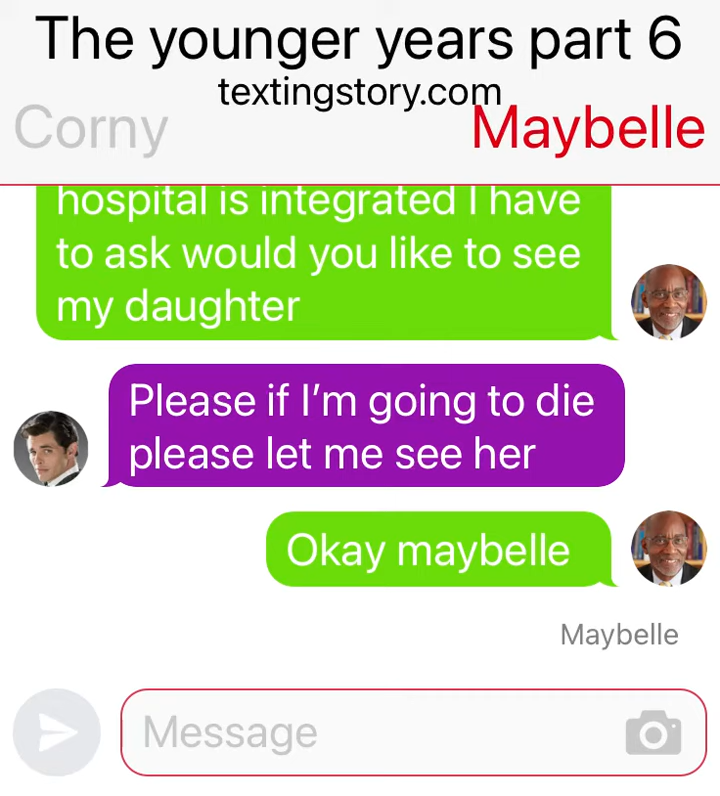 The younger years part 6
textingstory.com
Corny
Maybelle
hospital is integrated I have
to ask would you like to see
my daughter
Please if I'm going to die
please let me see her
Okay maybelle
Maybelle
Message